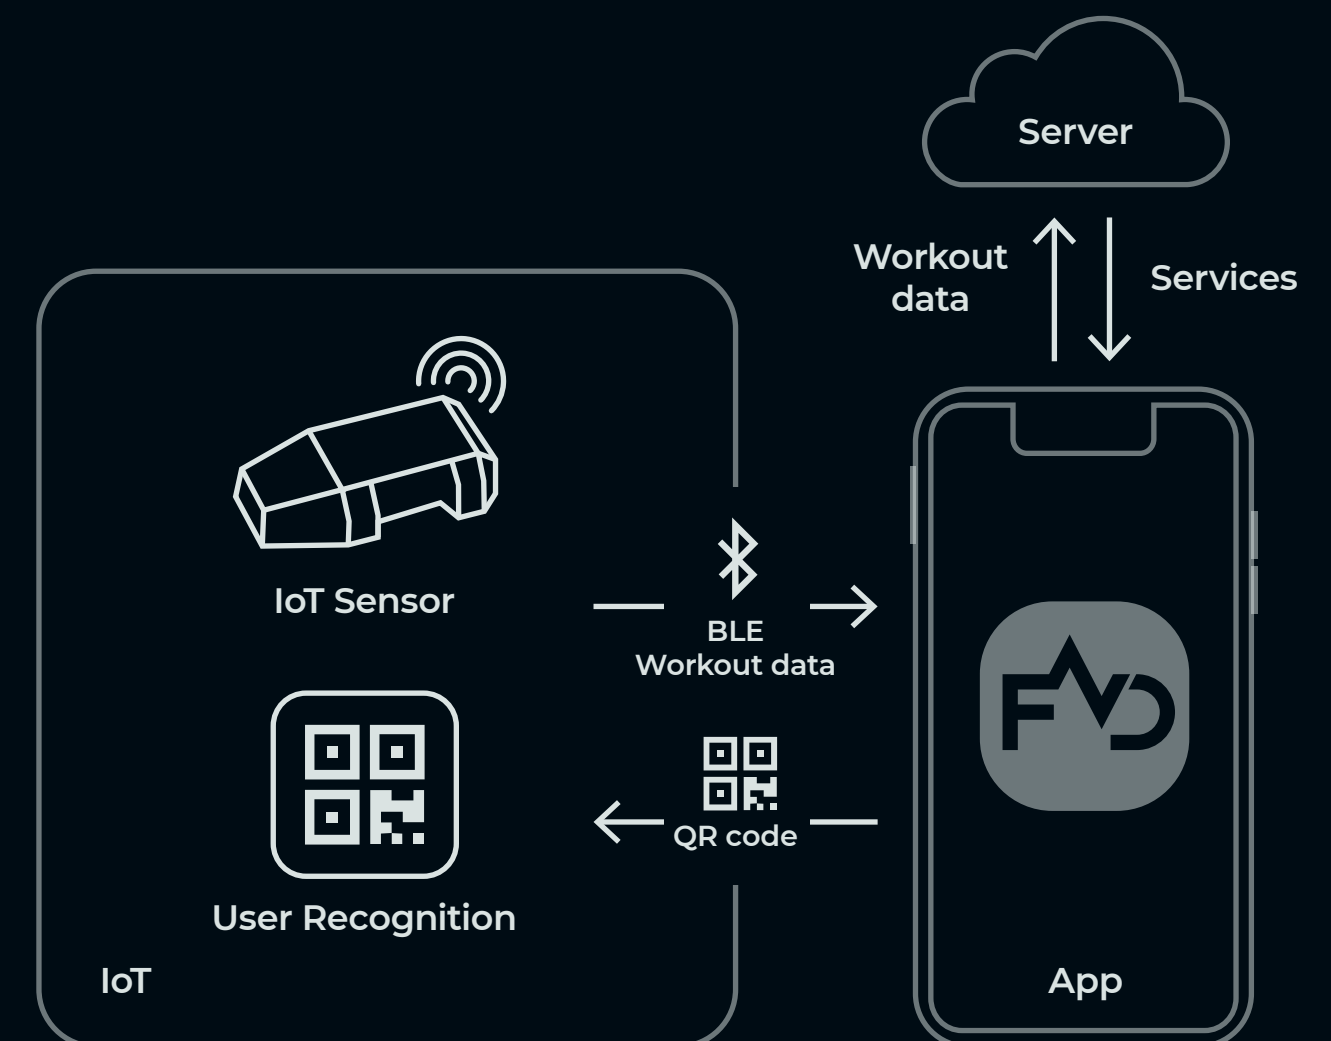 Server
Workout
data
Services
IoT Sensor
BLE
Workout data
QR code
User Recognition
IoT
App